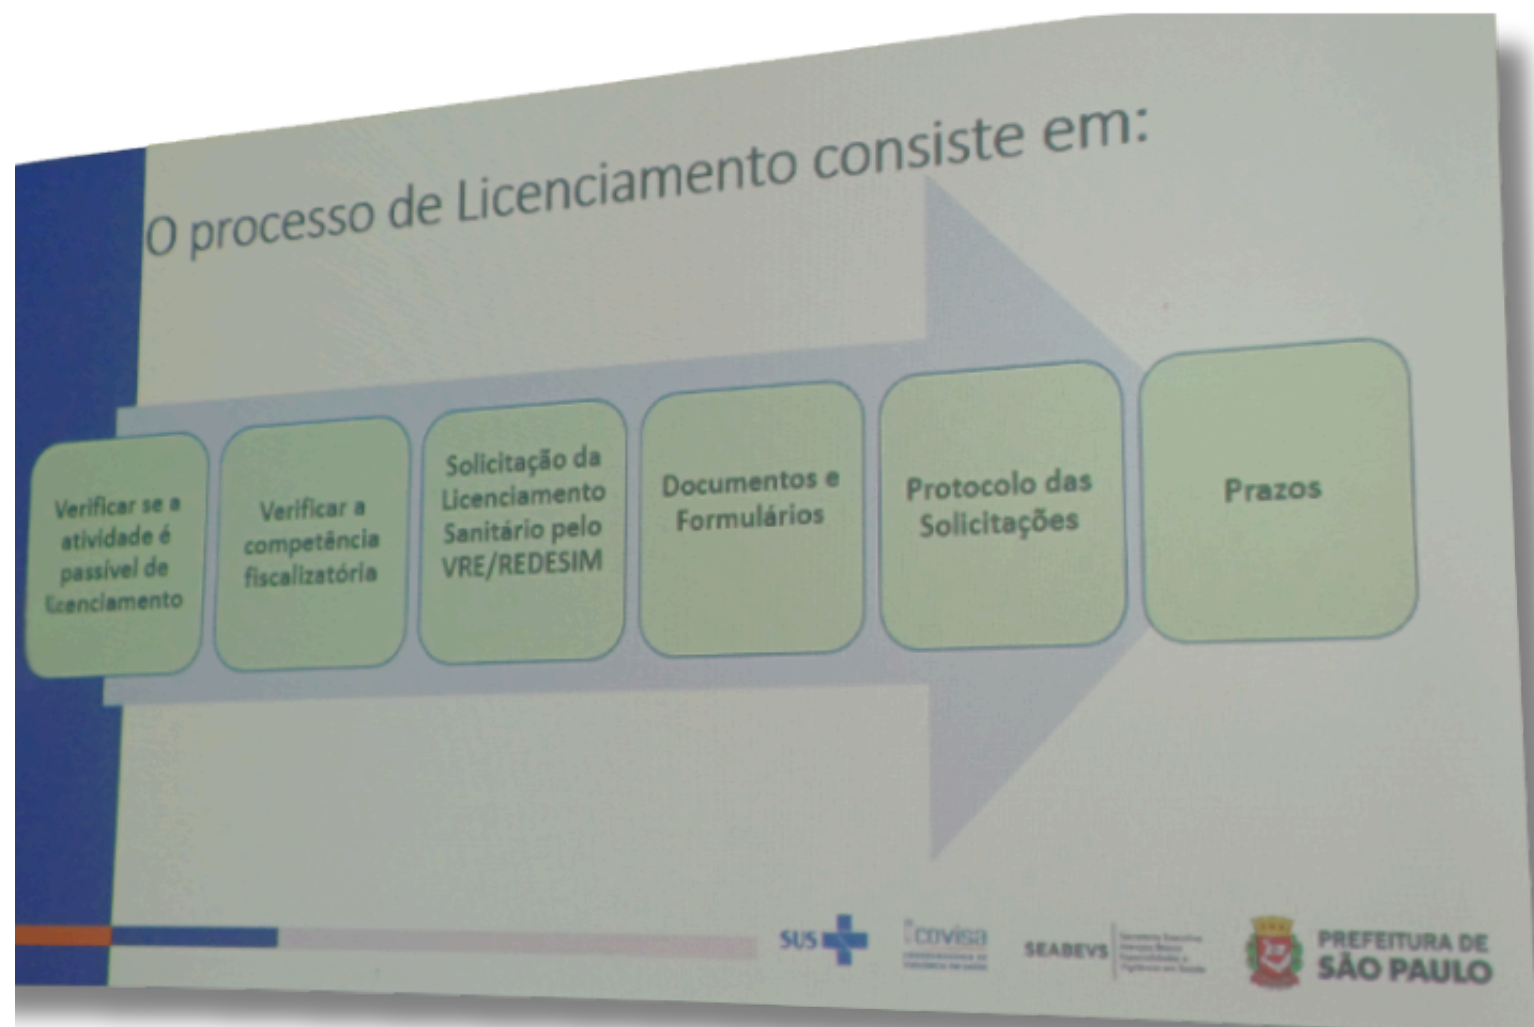 O processo de Licenciamento consiste em:
Verificar se a
atividade é
passível de
licenciamento
Verificar a
competência
fiscalizatória
Solicitação da
Licenciamento
Sanitário pelo
VRE/REDESIM
Documentos e
Formulários
Protocolo das
Solicitações
Prazos
SUS
covisa
SEABEVS
PREFEITURA DE
SÃO PAULO